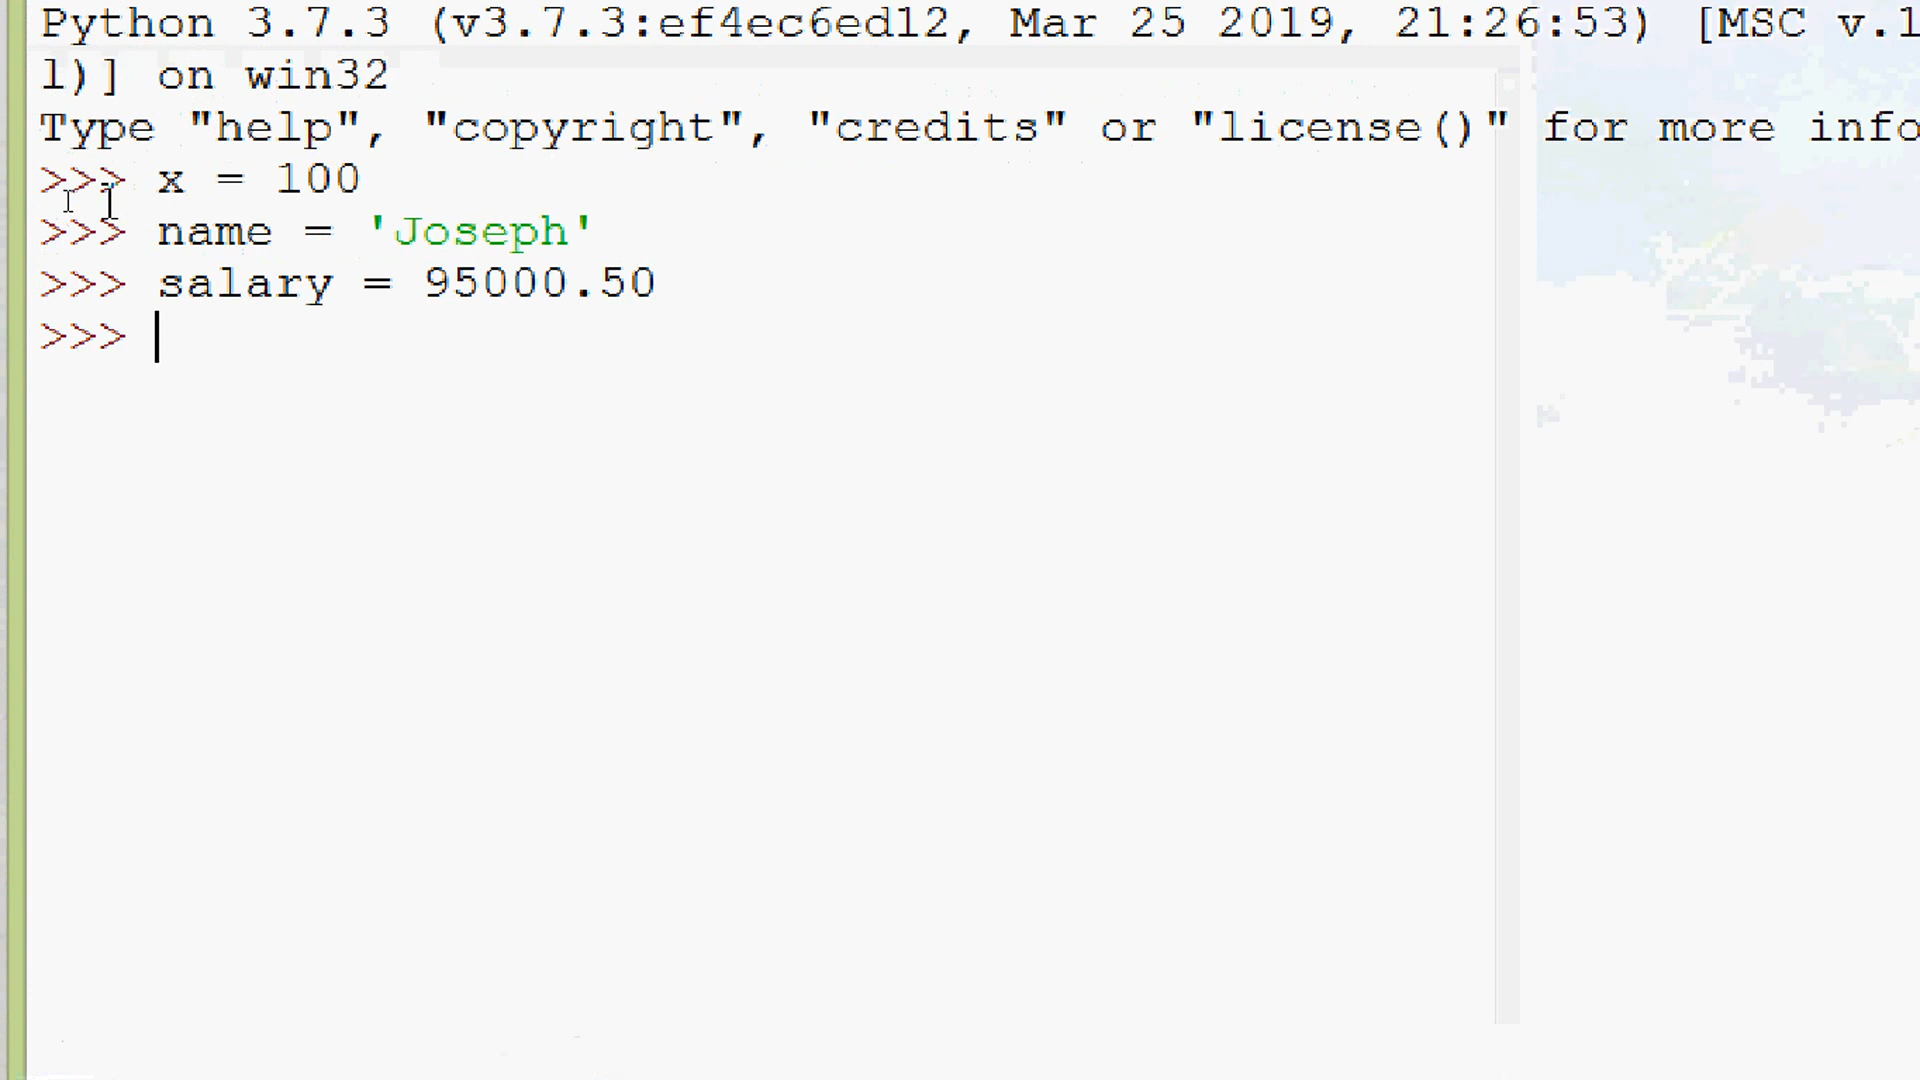 Python 3.7.3 (v3.7.3:ef4ec6ed12, Mar 25 2019, 21:26:53) [MSC v.1
l)] on win32
Type "help", "copyright", "credits" or "license()" for more info
>>> x = 100
>>> name = 'Joseph'
>>> salary = 95000.50
>>>